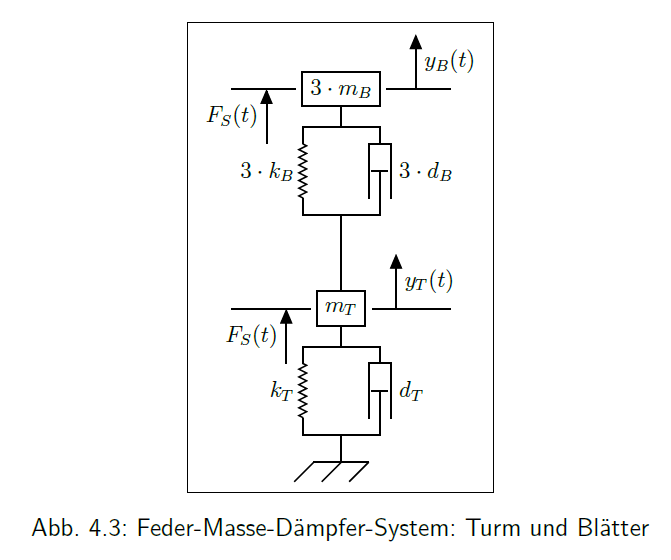 y_B(t)
3 · m_B
F_S(t)
3 · k_B 3 · d_B
y_T(t)
m_T
F_S(t)
k_T d_T
Abb. 4.3: Feder-Masse-Dämpfer-System: Turm und Blätter